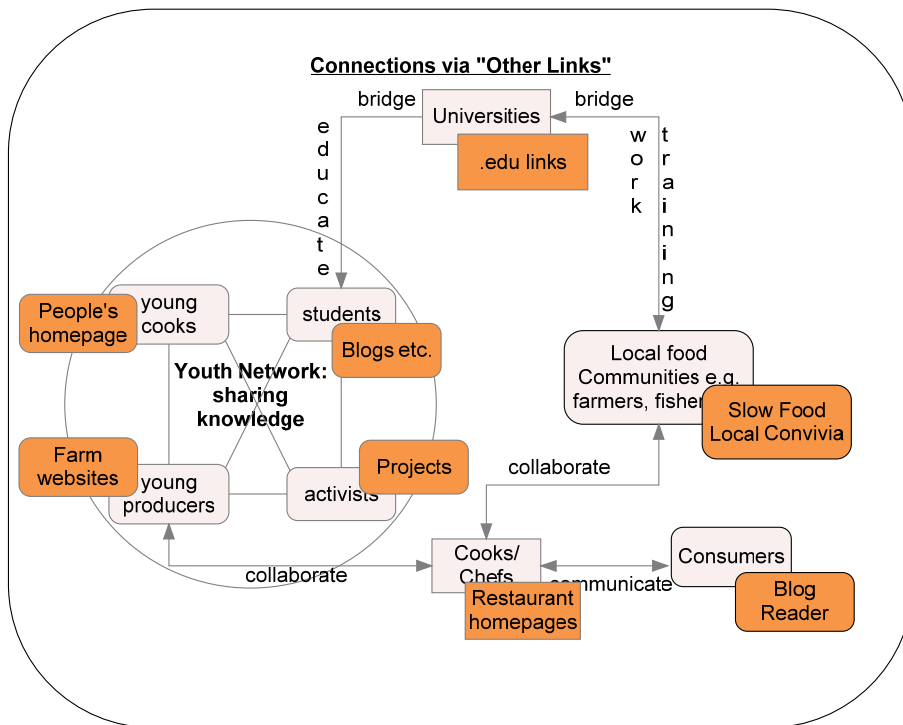 Connections via "Other Links"
bridge
bridge
Universities
.edu links
educate
work
training
People's
homepage
young
cooks
students
Blogs etc.
Youth Network:
sharing
knowledge
Local food
Communities e.g.
farmers,
Slow Food
Local Convivia
Farm
websites
young
producers
activists
Projects
collaborate
collaborate
Cooks/
Chefs
communicate
Restaurant
homepages
Consumers
Blog
Reader